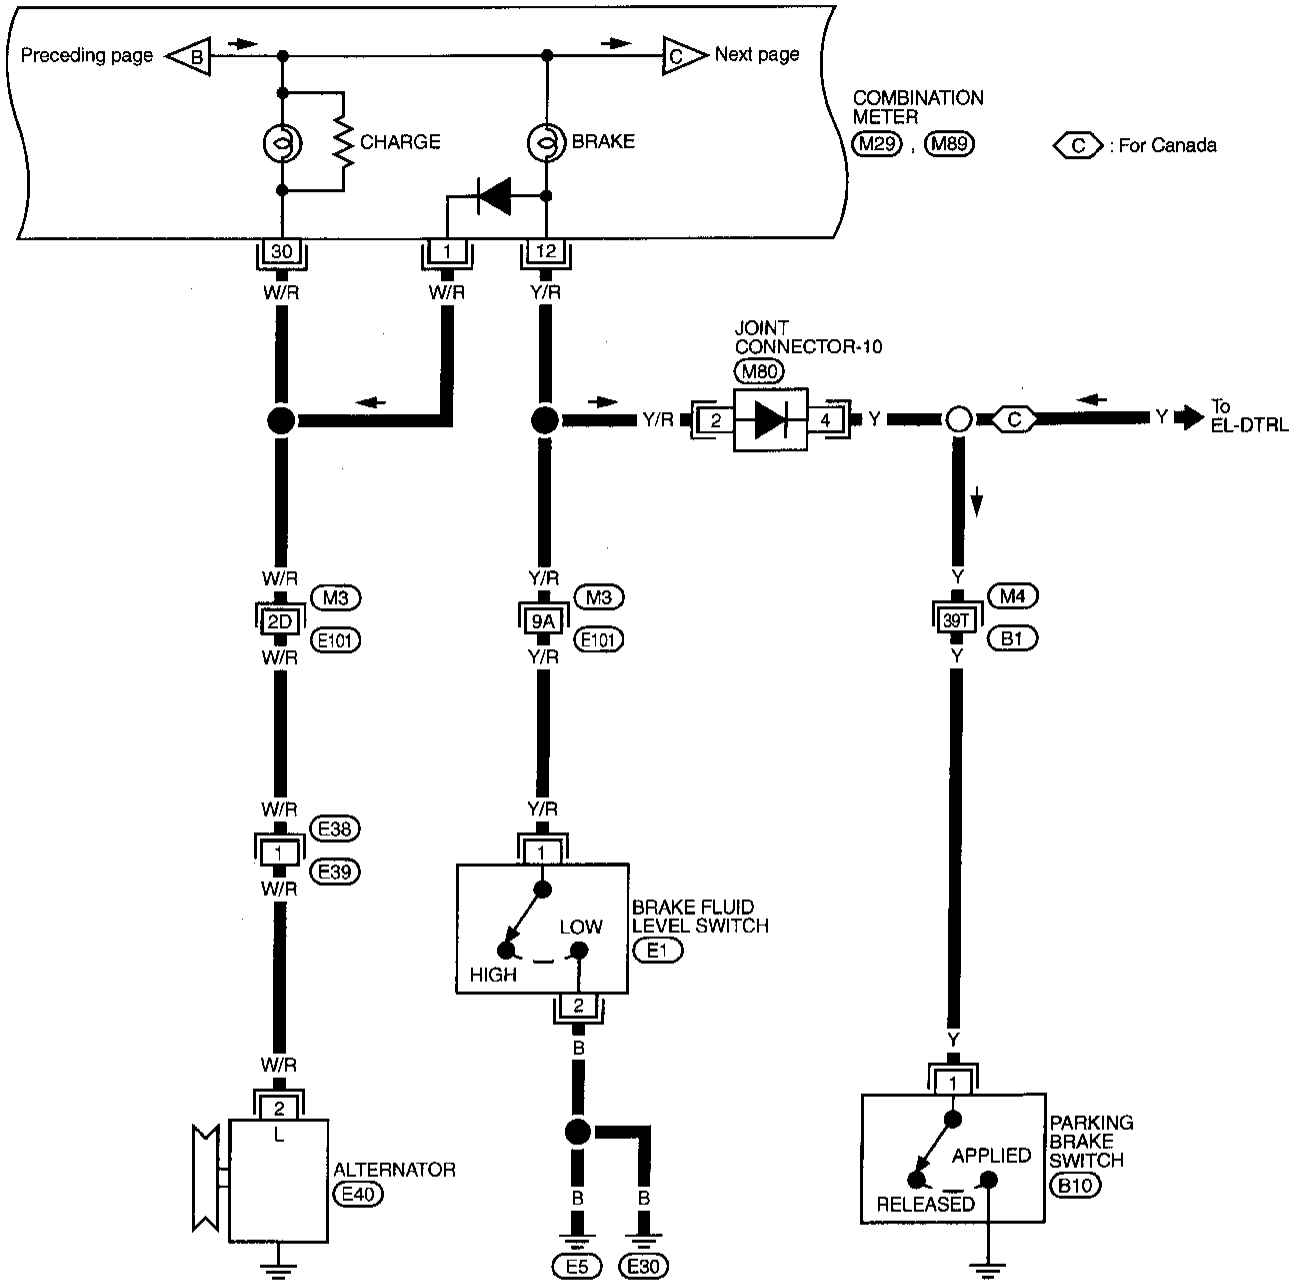 Preceding page
B
C
Next page
CHARGE
BRAKE
COMBINATION
METER
M29 , M89
C : For Canada
30
1
12
W/R
W/R
Y/R
JOINT
CONNECTOR-10
M80
Y/R
2
4
Y
C
Y
To
EL-DTRL
W/R
M3
2D
E101
W/R
Y/R
M3
9A
E101
Y/R
Y
M4
39T
B1
Y
W/R
E38
1
E39
W/R
Y/R
1
LOW
HIGH
BRAKE FLUID
LEVEL SWITCH
E1
2
B
W/R
2
L
ALTERNATOR
E40
B
B
E5
E30
Y
1
APPLIED
RELEASED
PARKING
BRAKE
SWITCH
B10